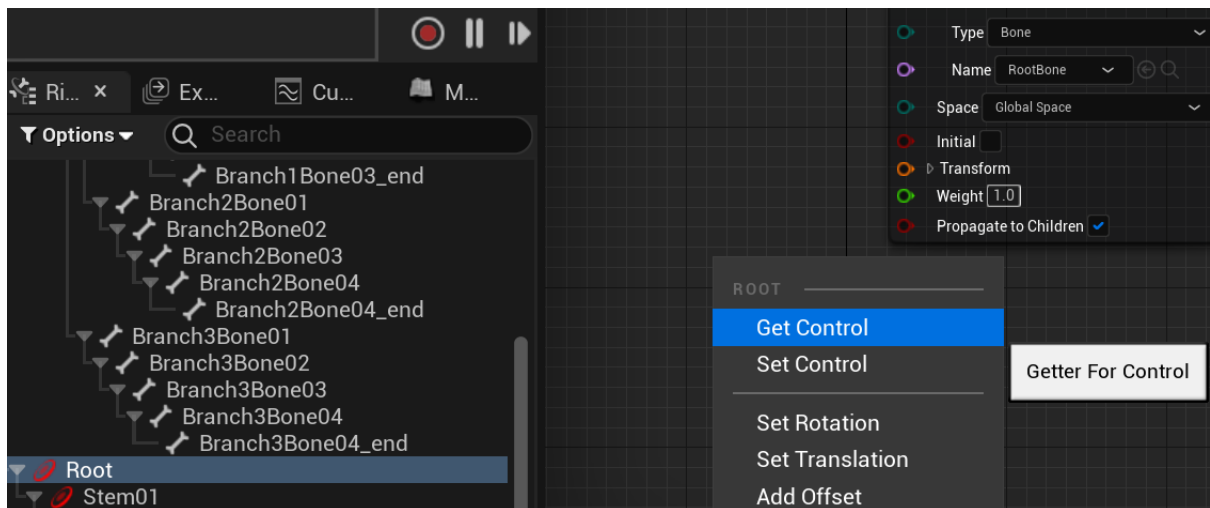 Ri...
Ex...
Cu...
M...
Options
Search
Branch1Bone03_end
Branch2Bone01
Branch2Bone02
Branch2Bone03
Branch2Bone04
Branch2Bone04_end
Branch3Bone01
Branch3Bone02
Branch3Bone03
Branch3Bone04
Branch3Bone04_end
Root
Stem01
Type Bone
Name RootBone
Space Global Space
Initial
Transform
Weight 1.0
Propagate to Children
ROOT
Get Control
Set Control
Getter For Control
Set Rotation
Set Translation
Add Offset